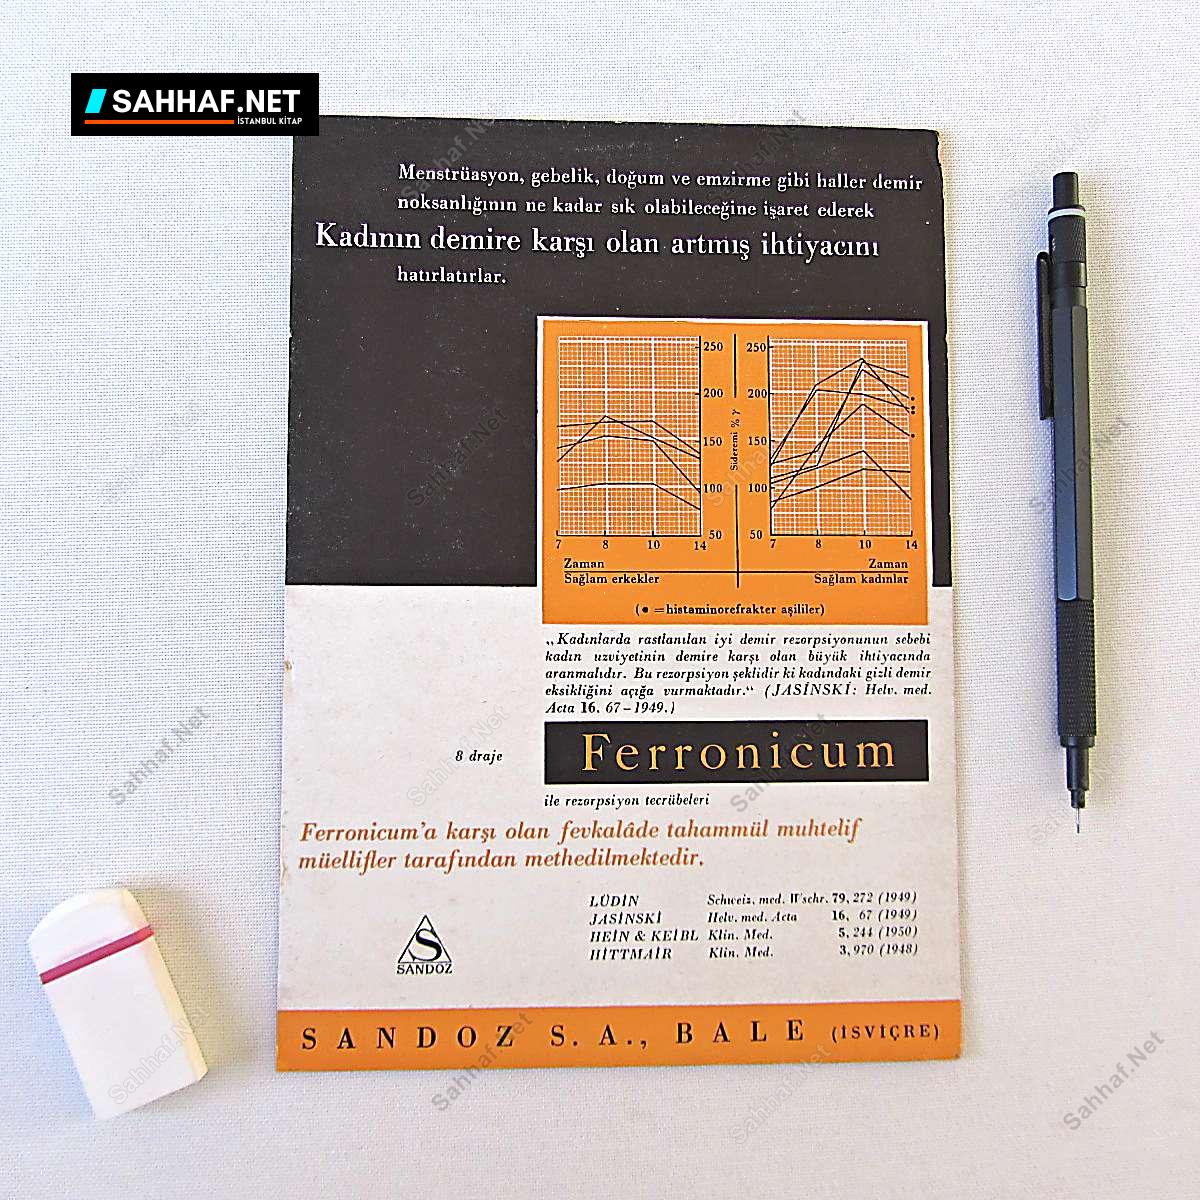 SAHHAF.NET
İSTANBUL KİTAP
Menstrüasyon, gebelik, doğum ve emzirme gibi haller demir
noksanlığının ne kadar sık olabileceğine işaret ederek
Kadının demire karşı olan artmış ihtiyacını
hatırlatırlar.
250
200
150
100
50
7 8 10 14
Zaman
Sağlam erkekler
Sideremi % γ
250
200
150
100
50
7 8 10 14
Zaman
Sağlam kadınlar
(• = histaminorefrakter aşililer)
„Kadınlarda rastlanılan iyi demir rezorpsiyonunun sebebi
kadın uzviyetinin demire karşı olan büyük ihtiyacında
aranmalıdır. Bu rezorpsiyon şeklidir ki kadındaki gizli demir
eksikliğini açığa vurmaktadır.“ (JASİNSKİ: Helv. med.
Acta 16, 67 – 1949.)
8 draje Ferronicum
ile rezorpsiyon tecrübeleri
Ferronicum'a karşı olan fevkalâde tahammül muhtelif
müellifler tarafından methedilmektedir.
LÜDİN Schweiz. med. Wschr. 79, 272 (1949)
JASİNSKİ Helv. med. Acta 16, 67 (1949)
HEİN & KEİBL Klin. Med. 5, 244 (1950)
HİTTMAİR Klin. Med. 3, 970 (1948)
S
SANDOZ
SANDOZ S. A., BALE (İSVİÇRE)
Sahhaf.Net